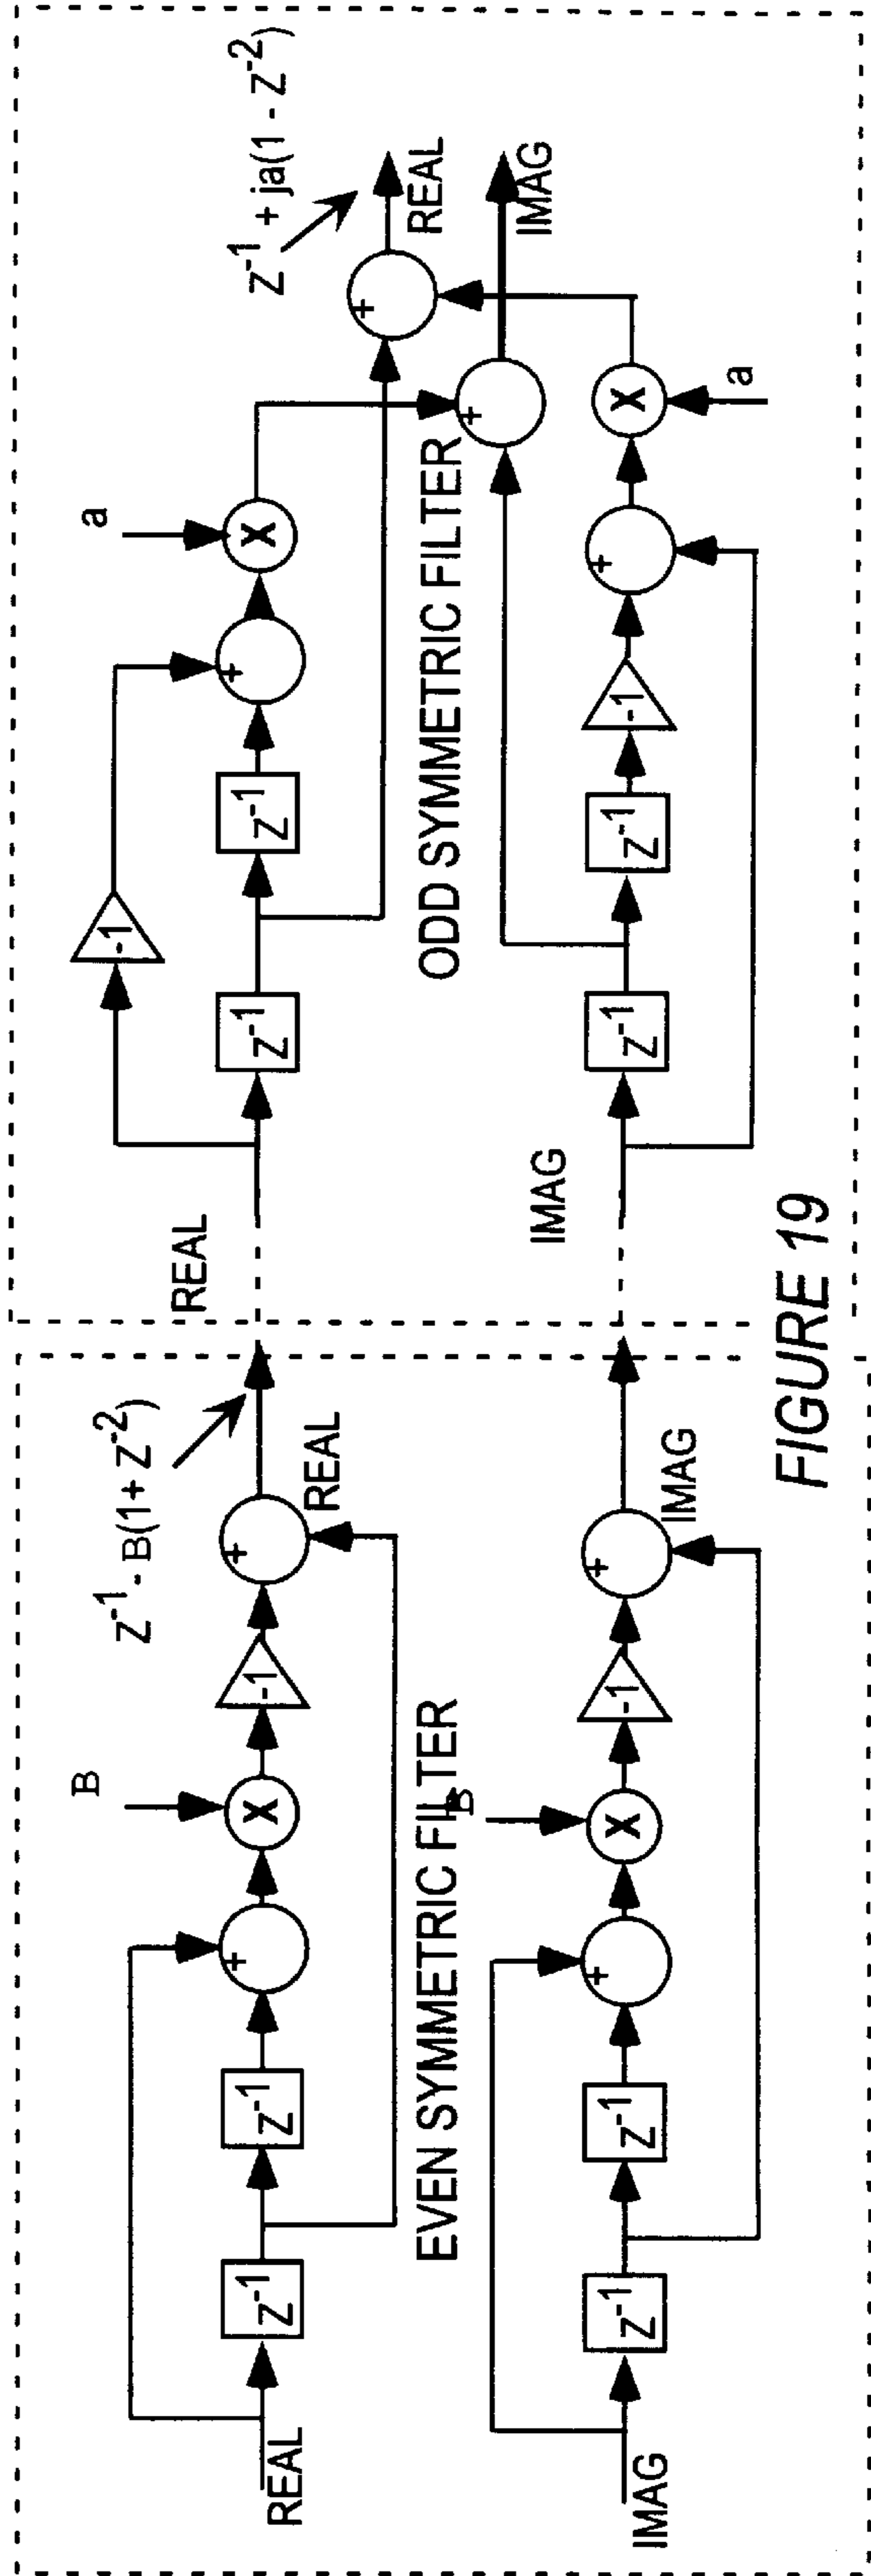 REAL
z⁻¹
z⁻¹
+
B
X
-1
+
REAL
Z⁻¹ - B(1+ Z⁻²)
EVEN SYMMETRIC FILTER
IMAG
z⁻¹
z⁻¹
+
B
X
-1
+
IMAG
REAL
-1
z⁻¹
z⁻¹
+
a
X
+
REAL
Z⁻¹ + ja(1 - Z⁻²)
ODD SYMMETRIC FILTER
+
IMAG
IMAG
z⁻¹
z⁻¹
-1
+
X
a
FIGURE 19